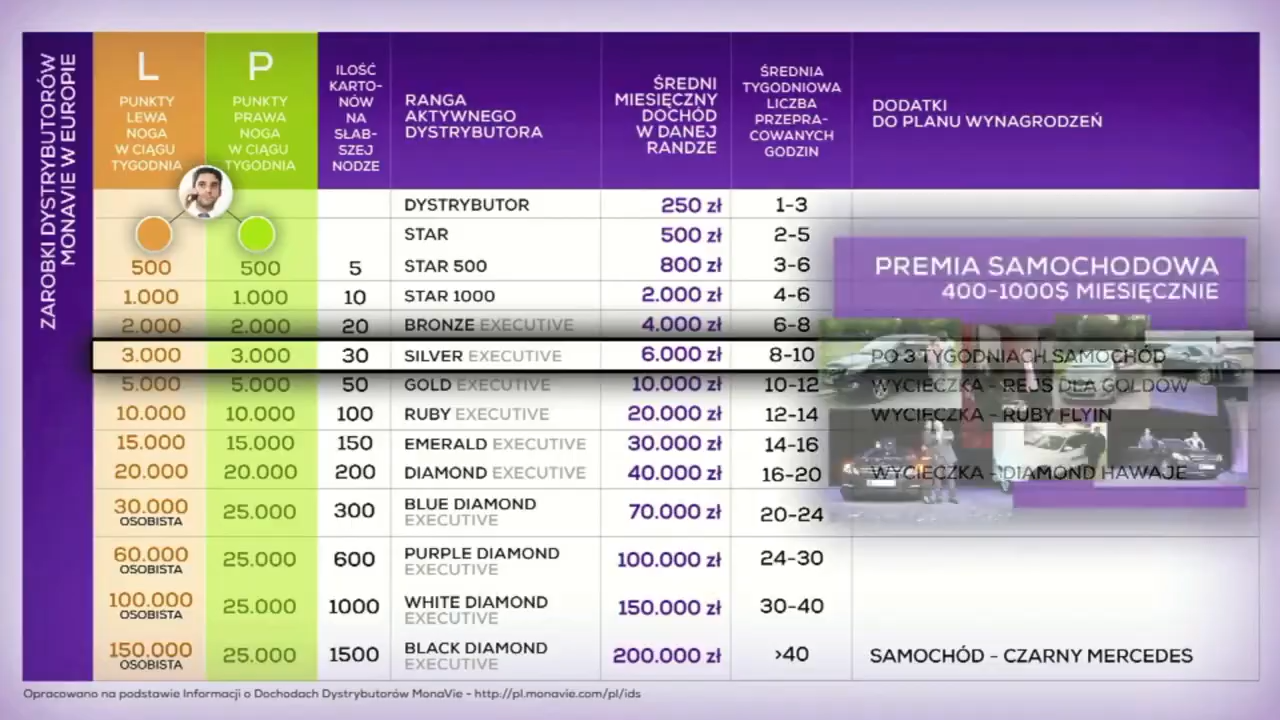 ZAROBKI DYSTRYBUTORÓW
MONAVIE W EUROPIE
L
PUNKTY
LEWA
NOGA
W CIĄGU
TYGODNIA
P
PUNKTY
PRAWA
NOGA
W CIĄGU
TYGODNIA
ILOŚĆ
KARTO-
NÓW
NA
SŁAB-
SZEJ
NODZE
RANGA
AKTYWNEGO
DYSTRYBUTORA
ŚREDNI
MIESIĘCZNY
DOCHÓD
W DANEJ
RANDZE
ŚREDNIA
TYGODNIOWA
LICZBA
PRZEPRA-
COWANYCH
GODZIN
DODATKI
DO PLANU WYNAGRODZEŃ
DYSTRYBUTOR 250 zł 1-3
STAR 500 zł 2-5
500 500 5 STAR 500 800 zł 3-6
PREMIA SAMOCHODOWA
400-1000$ MIESIĘCZNIE
1.000 1.000 10 STAR 1000 2.000 zł 4-6
2.000 2.000 20 BRONZE EXECUTIVE 4.000 zł 6-8
3.000 3.000 30 SILVER EXECUTIVE 6.000 zł 8-10 PO 3 TYGODNIACH SAMOCHÓD
5.000 5.000 50 GOLD EXECUTIVE 10.000 zł 10-12 WYCIECZKA - REJS DLA GOLDÓW
10.000 10.000 100 RUBY EXECUTIVE 20.000 zł 12-14 WYCIECZKA - RUBY FLYIN
15.000 15.000 150 EMERALD EXECUTIVE 30.000 zł 14-16
20.000 20.000 200 DIAMOND EXECUTIVE 40.000 zł 16-20 WYCIECZKA - DIAMOND HAWAJE
30.000 OSOBISTA 25.000 300 BLUE DIAMOND EXECUTIVE 70.000 zł 20-24
60.000 OSOBISTA 25.000 600 PURPLE DIAMOND EXECUTIVE 100.000 zł 24-30
100.000 OSOBISTA 25.000 1000 WHITE DIAMOND EXECUTIVE 150.000 zł 30-40
150.000 OSOBISTA 25.000 1500 BLACK DIAMOND EXECUTIVE 200.000 zł >40 SAMOCHÓD - CZARNY MERCEDES
Opracowano na podstawie Informacji o Dochodach Dystrybutorów MonaVie - http://pl.monavie.com/pl/ids